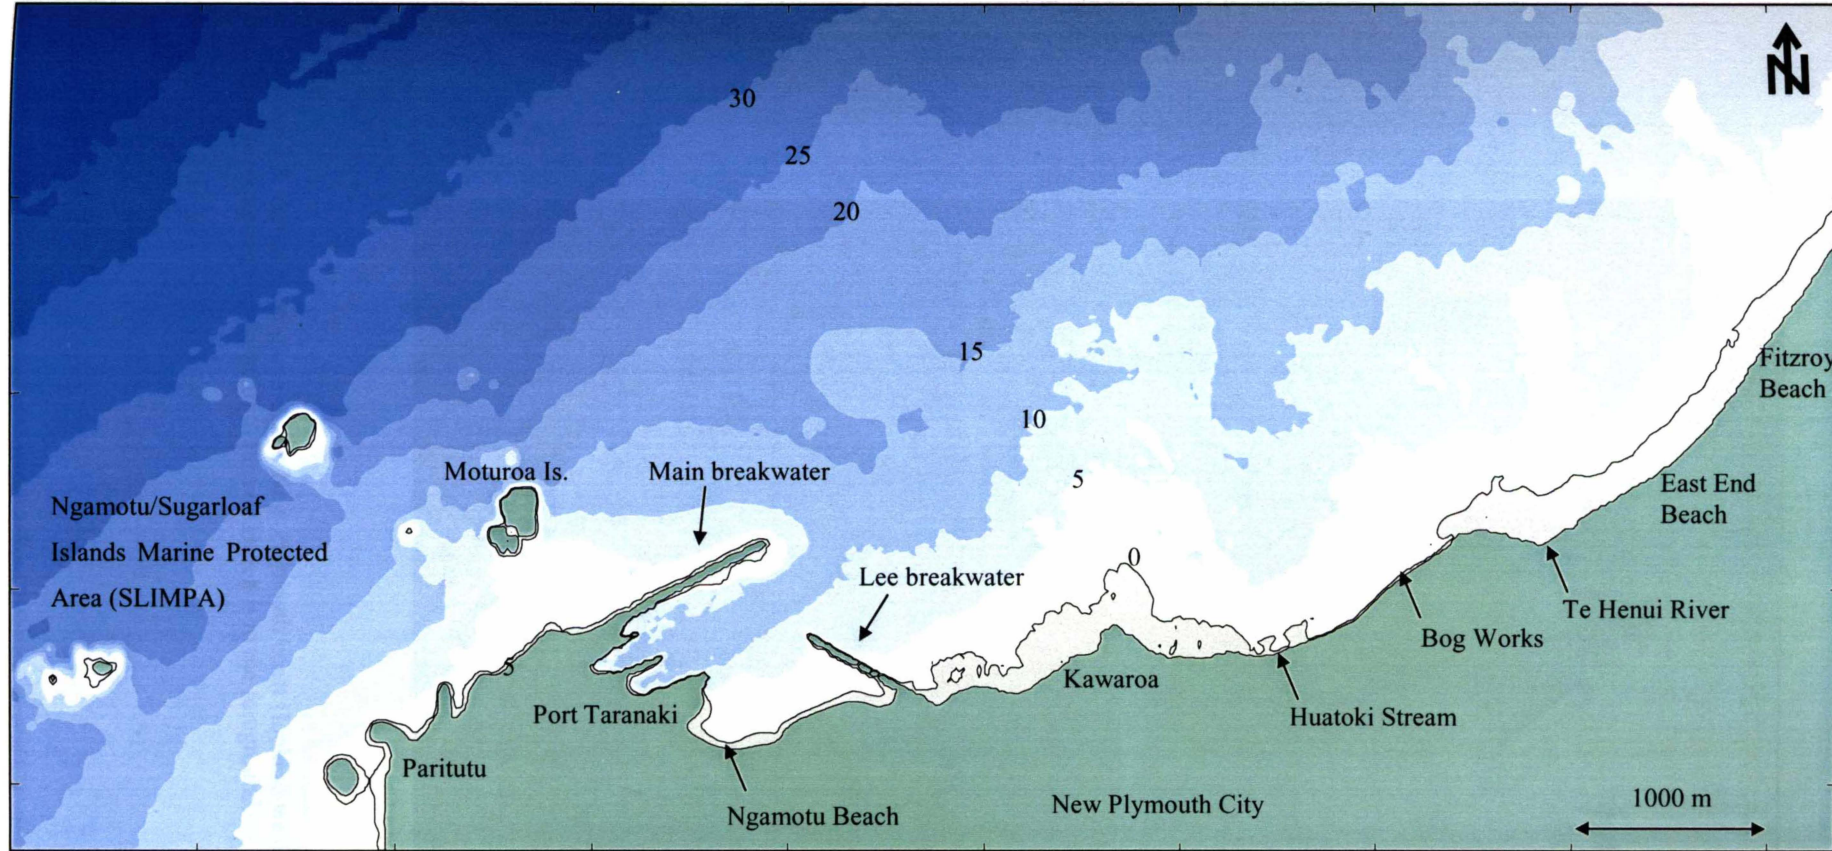 N
30
25
20
15
10
5
0
Fitzroy
Beach
East End
Beach
Moturoa Is.
Main breakwater
Ngamotu/Sugarloaf
Islands Marine Protected
Area (SLIMPA)
Lee breakwater
Te Henui River
Bog Works
Kawaroa
Port Taranaki
Huatoki Stream
Paritutu
Ngamotu Beach
New Plymouth City
1000 m